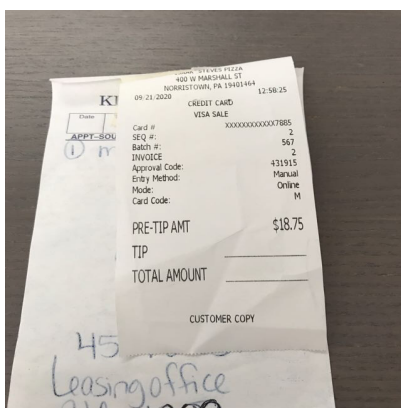 STEVES PIZZA
400 W MARSHALL ST
NORRISTOWN, PA 19401464
09/21/2020 12:58:25
CREDIT CARD
VISA SALE
Card # XXXXXXXXXXXX7885
SEQ #: 2
Batch #: 567
INVOICE 2
Approval Code: 431915
Entry Method: Manual
Mode: Online
Card Code: M
PRE-TIP AMT $18.75
TIP
TOTAL AMOUNT
CUSTOMER COPY
Date
1
45
Leasing office